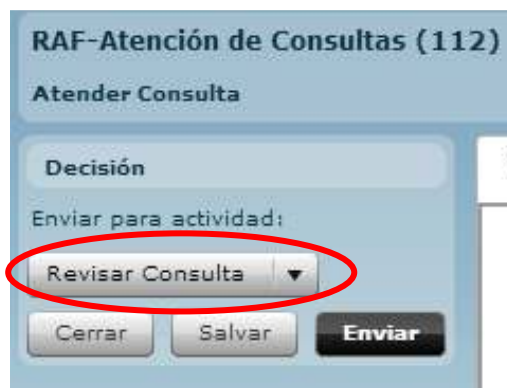 RAF-Atención de Consultas (112)
Atender Consulta
Decisión
Enviar para actividad:
Revisar Consulta
Cerrar Salvar Enviar